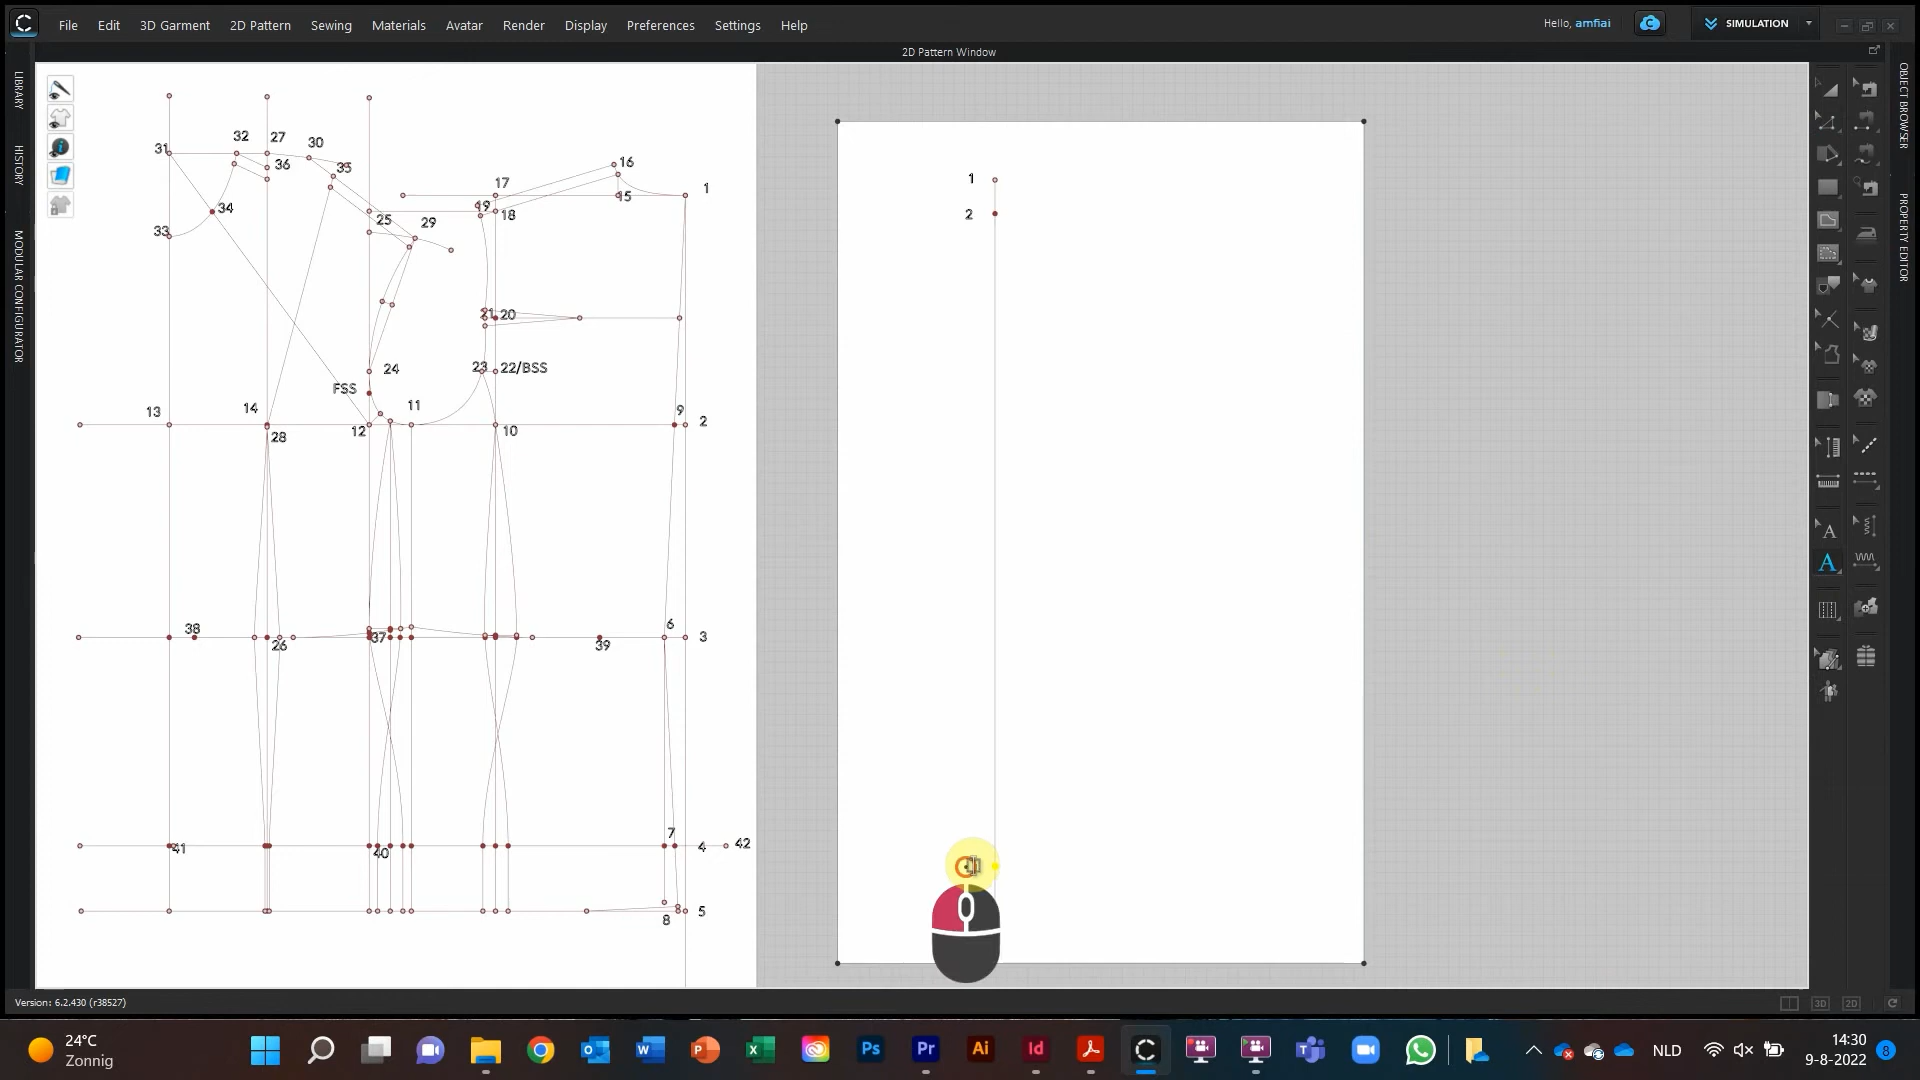 File Edit 3D Garment 2D Pattern Sewing Materials Avatar Render Display Preferences Settings Help
Hello, amfiai
SIMULATION
2D Pattern Window
LIBRARY
HISTORY
MODULAR CONFIGURATOR
OBJECT BROWSER
PROPERTY EDITOR
31
32
27
30
36
35
34
33
25
29
17
16
15
1
19
18
21
20
24
23
22/BSS
FSS
11
13
14
28
12
10
9
2
38
26
37
39
6
3
41
40
7
4
42
8
5
1
2
A
A
Version: 6.2.430 (r38527)
3D
2D
24°C
Zonnig
NLD
14:30
9-8-2022
8